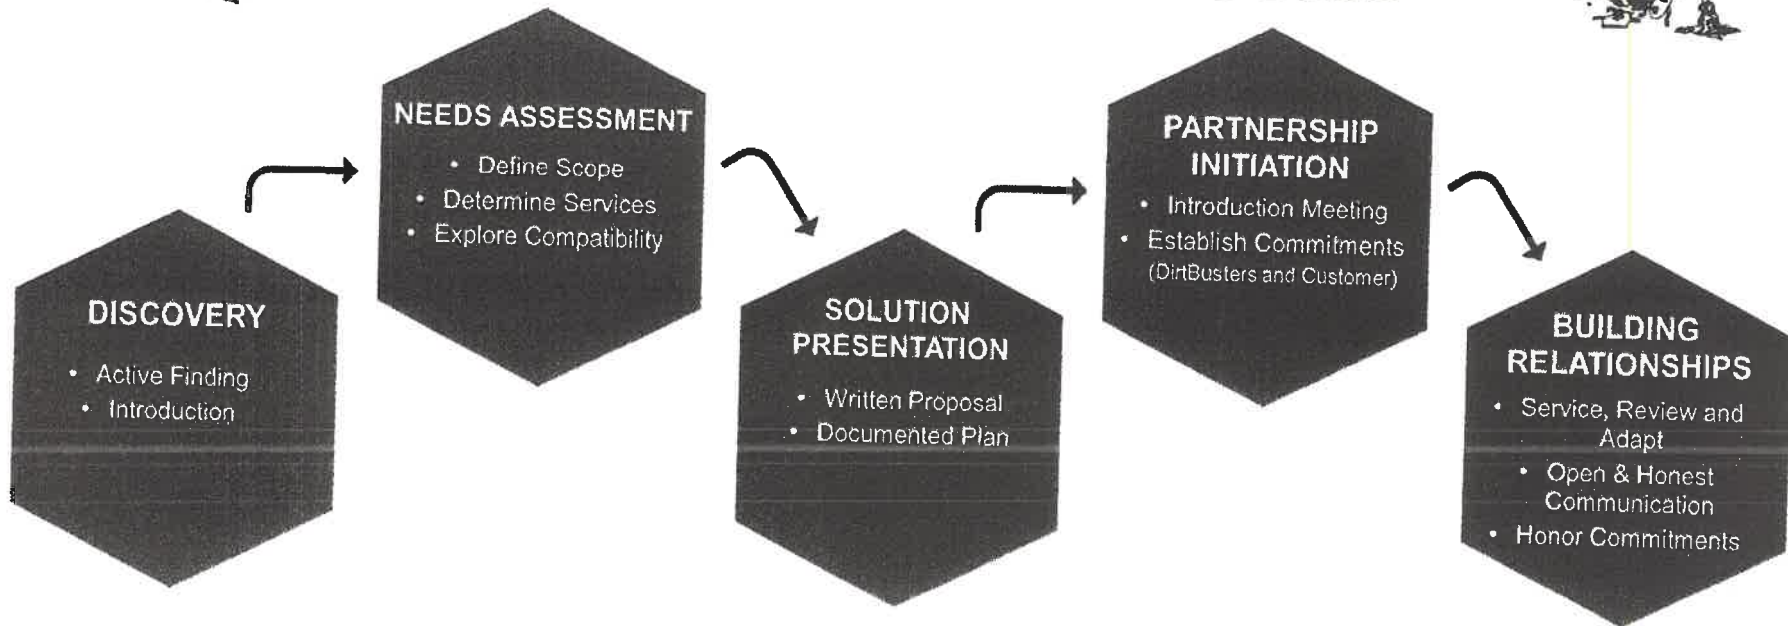 DISCOVERY
• Active Finding
• Introduction
NEEDS ASSESSMENT
• Define Scope
• Determine Services
• Explore Compatibility
SOLUTION
PRESENTATION
• Written Proposal
• Documented Plan
PARTNERSHIP
INITIATION
• Introduction Meeting
• Establish Commitments
(DirtBusters and Customer)
BUILDING
RELATIONSHIPS
• Service, Review and
Adapt
• Open & Honest
Communication
• Honor Commitments